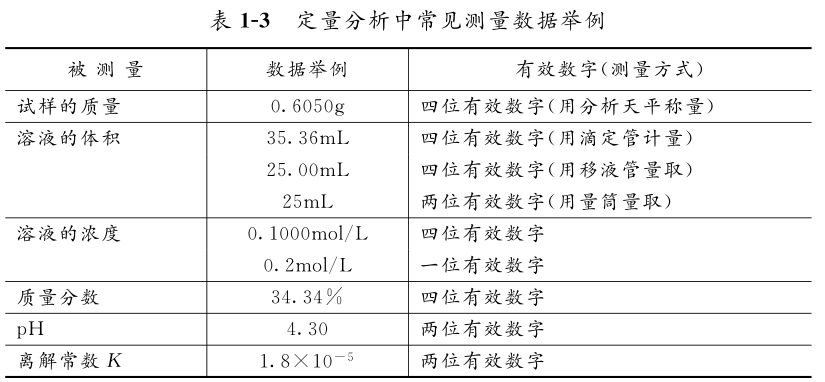 表 1-3 定量分析中常见测量数据举例
被 测 量 数据举例 有效数字(测量方式)
试样的质量 0.6050g 四位有效数字(用分析天平称量)
溶液的体积 35.36mL 四位有效数字(用滴定管计量)
25.00mL 四位有效数字(用移液管量取)
25mL 两位有效数字(用量筒量取)
溶液的浓度 0.1000mol/L 四位有效数字
0.2mol/L 一位有效数字
质量分数 34.34% 四位有效数字
pH 4.30 两位有效数字
离解常数 K 1.8×10⁻⁵ 两位有效数字